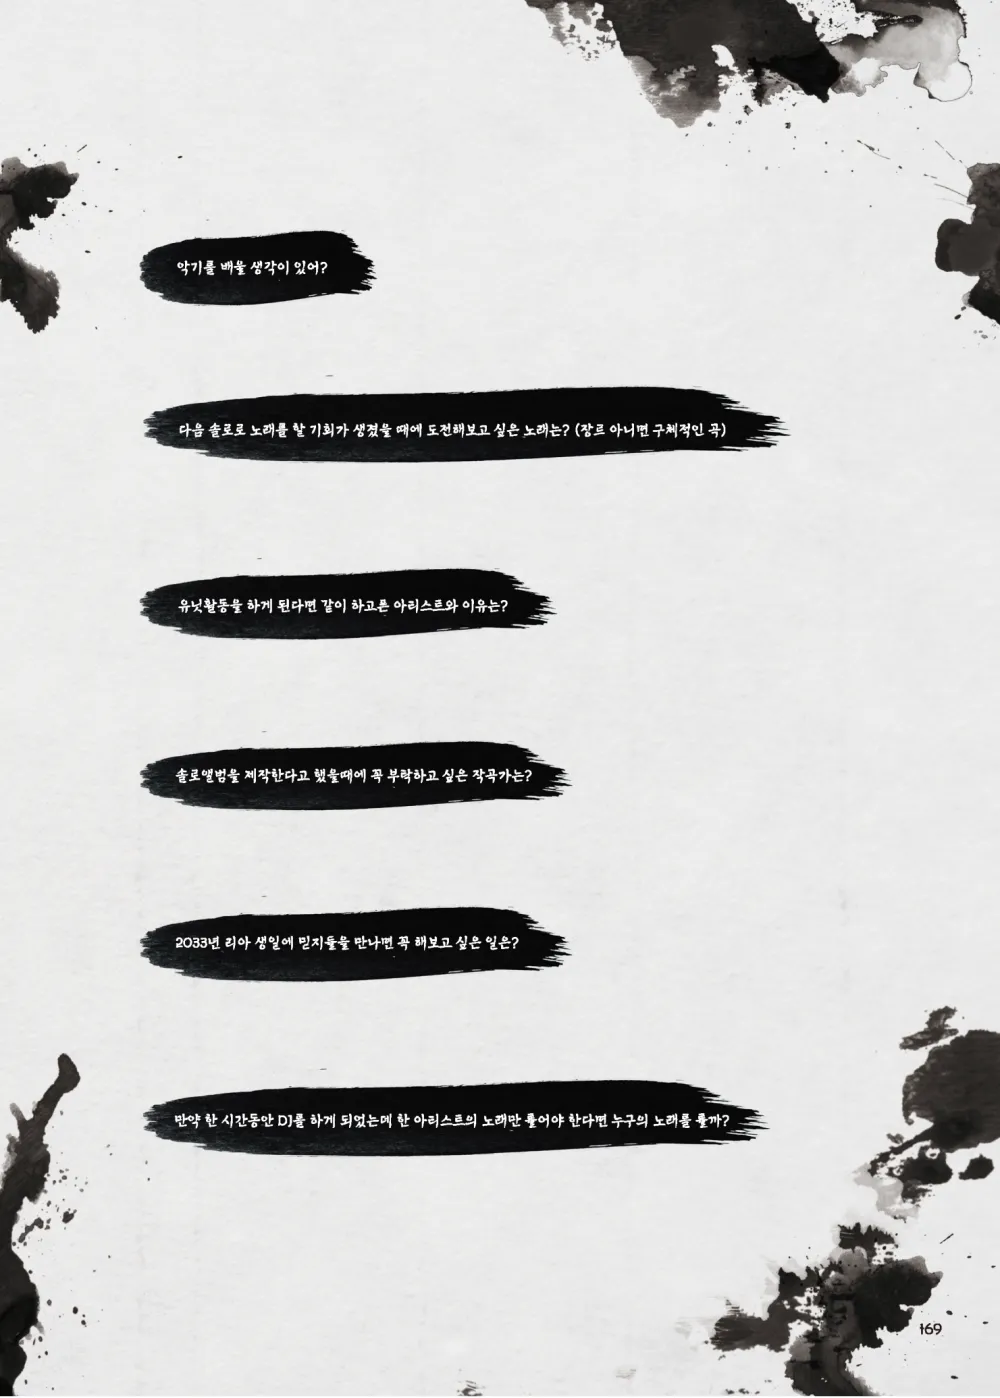 악기를 배울 생각이 있어?
다음 솔로로 노래를 할 기회가 생겼을 때에 도전해보고 싶은 노래는? (장르 아니면 구체적인 곡)
유닛활동을 하게 된다면 같이 하고픈 아리스트와 이유는?
솔로앨범을 제작한다고 했을때에 꼭 부락하고 싶은 작곡가는?
2033년 리아 생일에 믿지들을 만나면 꼭 해보고 싶은 일은?
만약 한 시간동안 DJ를 하게 되었는데 한 아리스트의 노래만 틀어야 한다면 누구의 노래를 틀까?
169